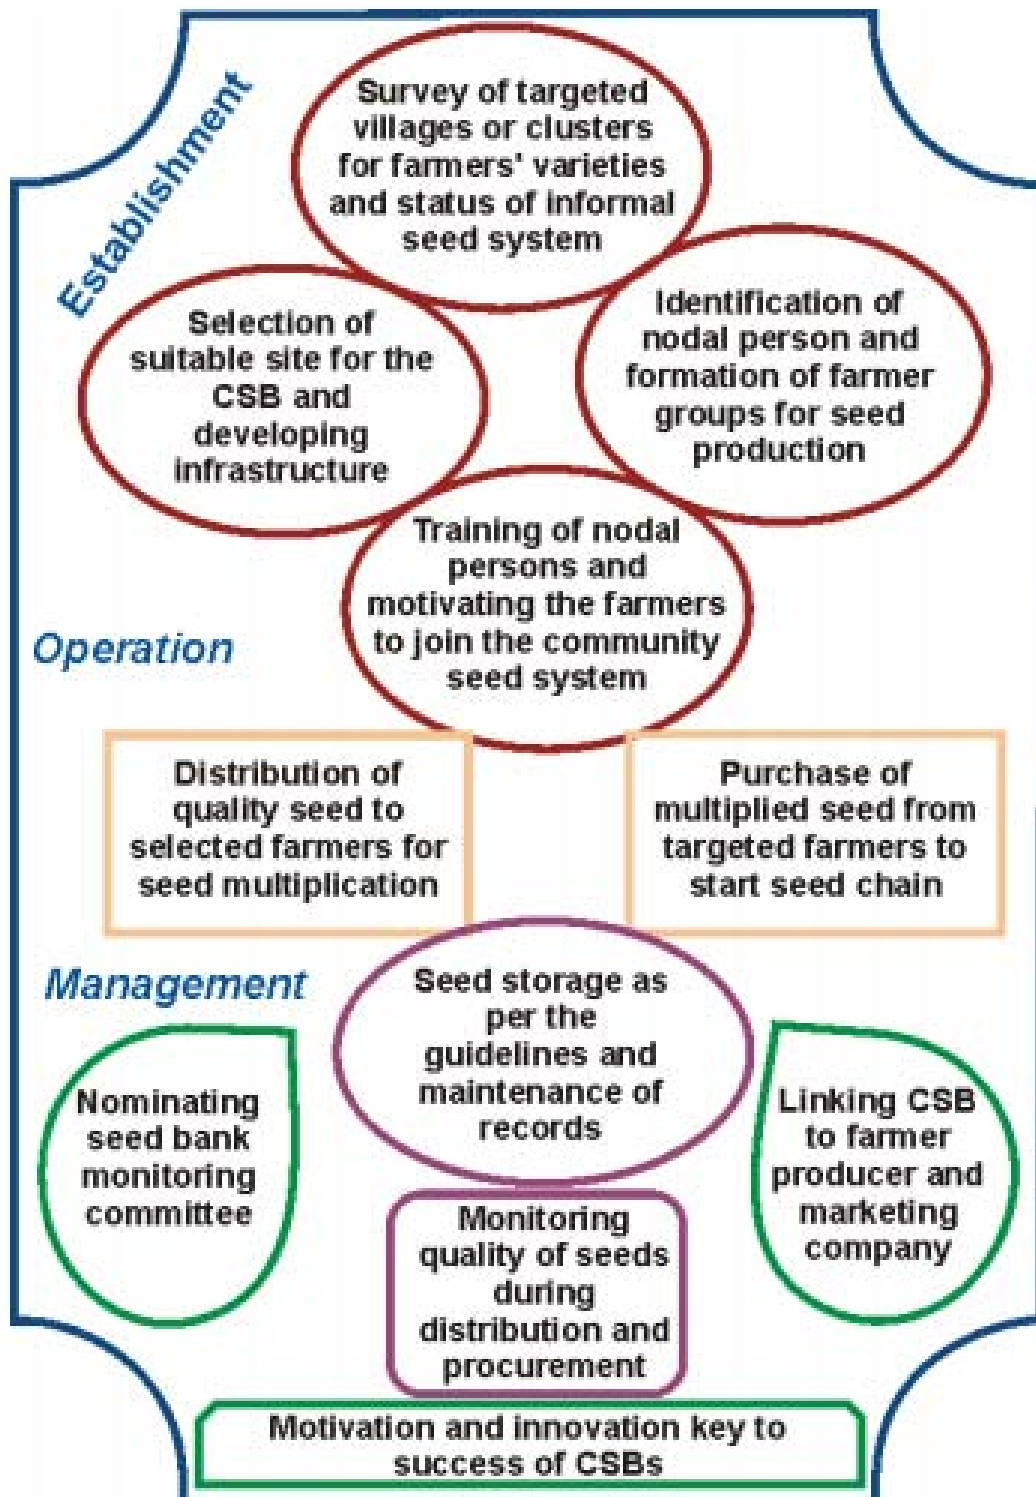 Establishment
Survey of targeted
villages or clusters
for farmers' varieties
and status of informal
seed system
Selection of
suitable site for the
CSB and
developing
infrastructure
Identification of
nodal person and
formation of farmer
groups for seed
production
Training of nodal
persons and
motivating the farmers
to join the community
seed system
Operation
Distribution of
quality seed to
selected farmers for
seed multiplication
Purchase of
multiplied seed from
targeted farmers to
start seed chain
Management
Seed storage as
per the
guidelines and
maintenance of
records
Nominating
seed bank
monitoring
committee
Linking CSB
to farmer
producer and
marketing
company
Monitoring
quality of seeds
during
distribution and
procurement
Motivation and innovation key to
success of CSBs